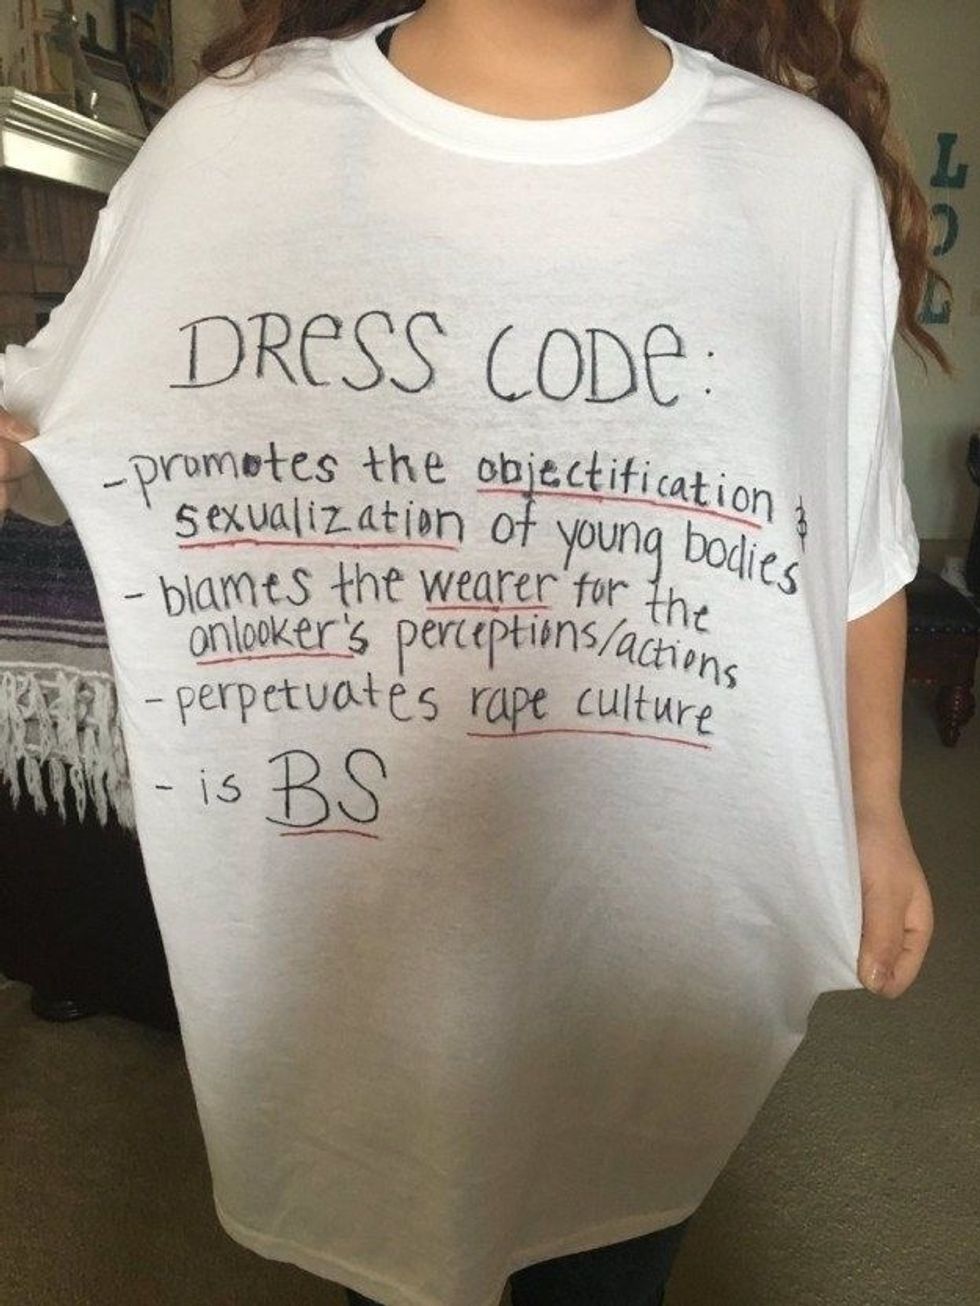 DRESS CODE:
-promotes the objectification &
sexualization of young bodies
- blames the wearer for the
onlooker's perceptions/actions
- perpetuates rape culture
- is BS
L
O